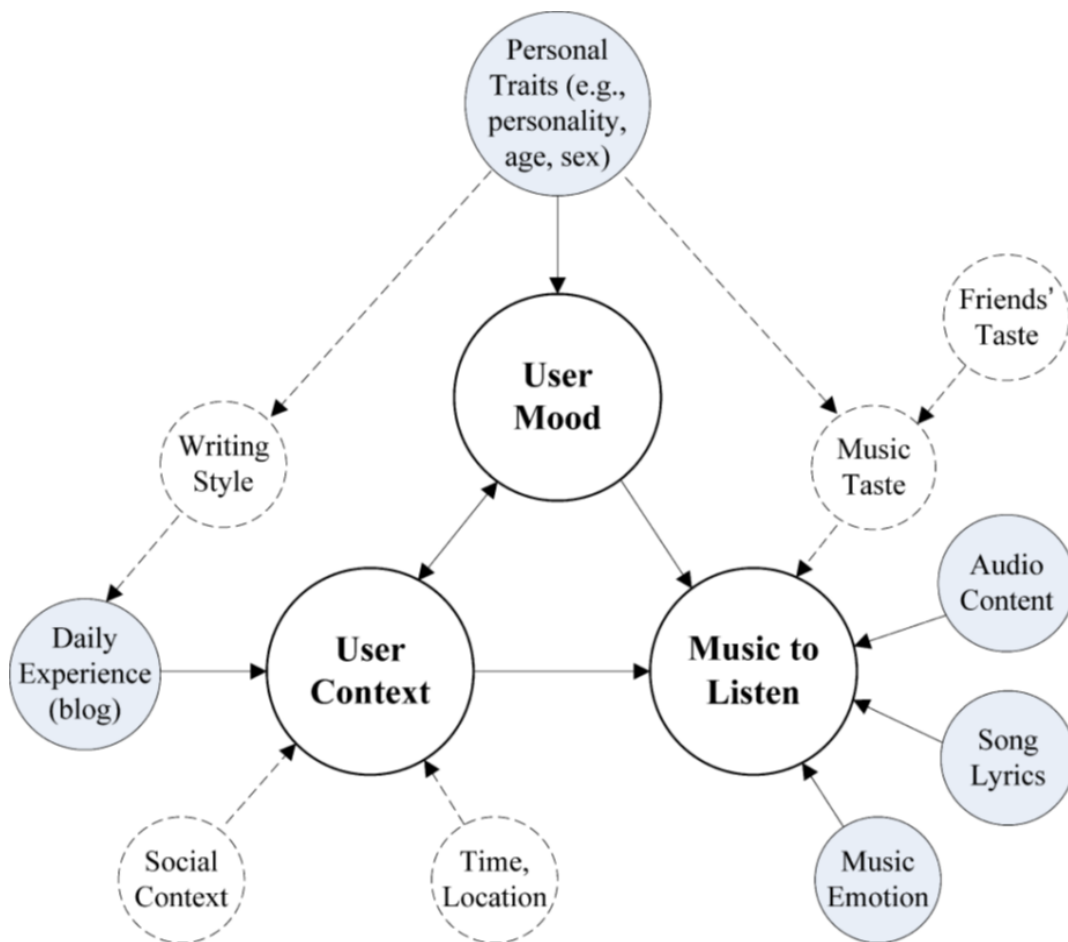 Personal
Traits (e.g.,
personality,
age, sex)
Friends’
Taste
User
Mood
Writing
Style
Music
Taste
Audio
Content
Daily
Experience
(blog)
User
Context
Music to
Listen
Song
Lyrics
Social
Context
Time,
Location
Music
Emotion